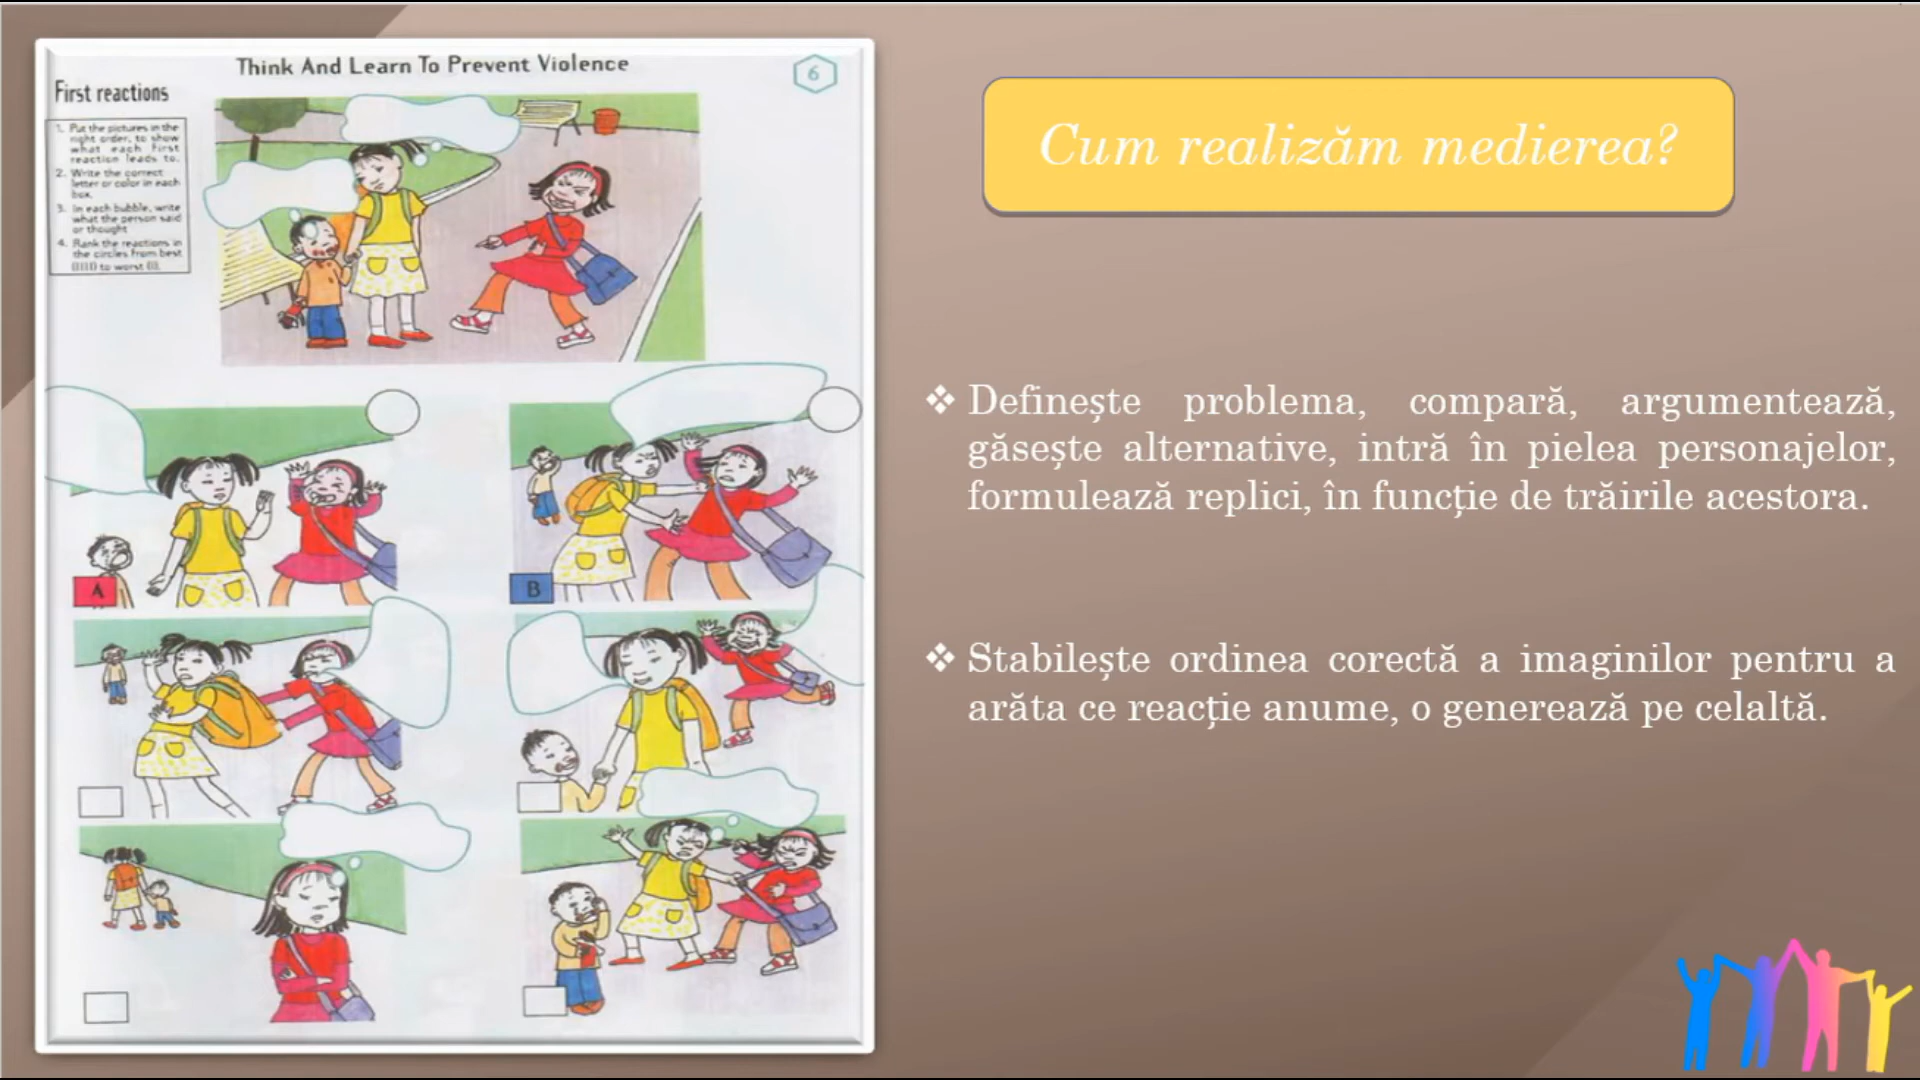 Think And Learn To Prevent Violence
6
First reactions
1. Put the pictures in the
right order, to show
what each first
reaction leads to.
2. Write the correct
letter or color in each
box.
3. In each bubble, write
what the person said
or thought
4. Rank the reactions in
the circles from best
to worst (I).
A
B
Cum realizăm medierea?
❖ Definește problema, compară, argumentează,
găsește alternative, intră în pielea personajelor,
formulează replici, în funcție de trăirile acestora.
❖ Stabilește ordinea corectă a imaginilor pentru a
arăta ce reacție anume, o generează pe celaltă.